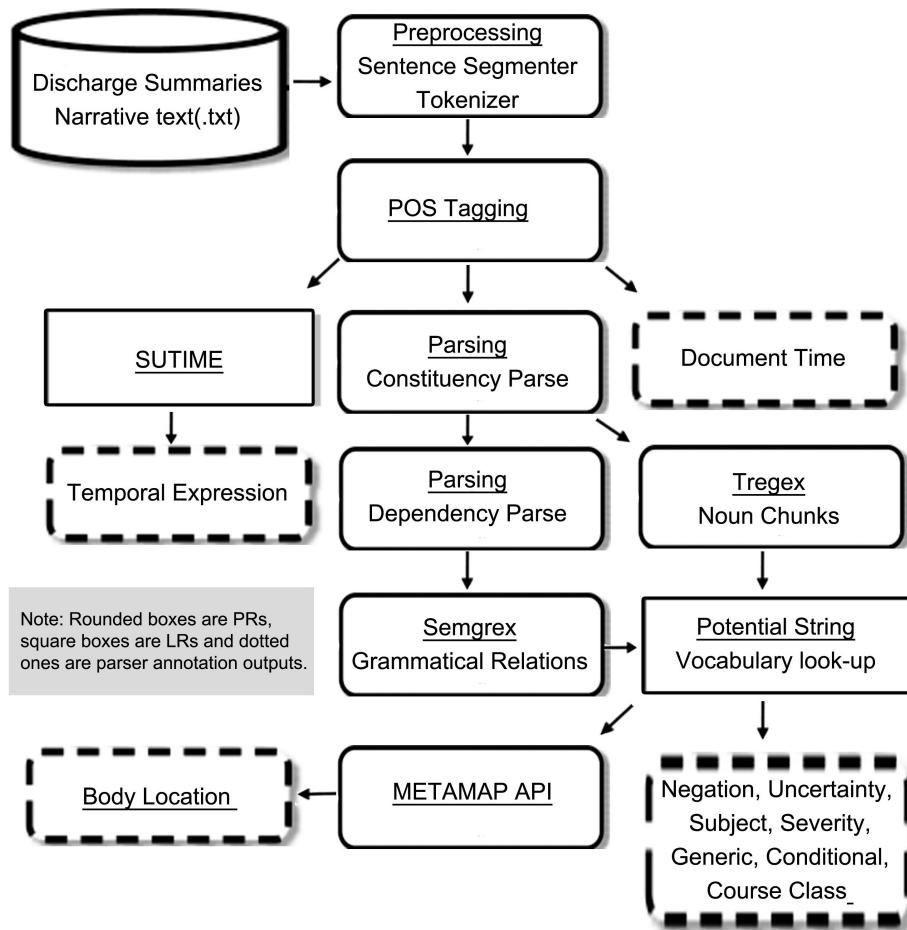 Discharge Summaries
Narrative text(.txt)
Preprocessing
Sentence Segmenter
Tokenizer
POS Tagging
SUTIME
Parsing
Constituency Parse
Document Time
Temporal Expression
Parsing
Dependency Parse
Tregex
Noun Chunks
Note: Rounded boxes are PRs,
square boxes are LRs and dotted
ones are parser annotation outputs.
Semgrex
Grammatical Relations
Potential String
Vocabulary look-up
Body Location
METAMAP API
Negation, Uncertainty,
Subject, Severity,
Generic, Conditional,
Course Class